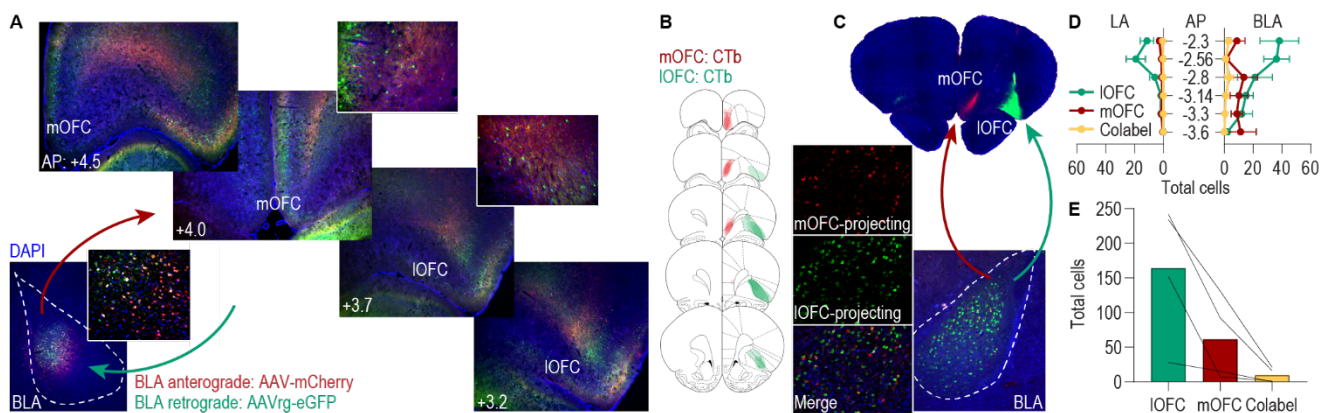 A
mOFC
AP: +4.5
mOFC
+4.0
lOFC
+3.7
lOFC
+3.2
DAPI
BLA
BLA anterograde: AAV-mCherry
BLA retrograde: AAVrg-eGFP
B
mOFC: CTb
lOFC: CTb
C
mOFC
lOFC
mOFC-projecting
lOFC-projecting
Merge
BLA
D
LA AP BLA
-2.3
-2.56
-2.8
-3.14
-3.3
-3.6
lOFC
mOFC
Colabel
60 40 20 0 0 20 40 60
Total cells
E
Total cells
250
200
150
100
50
0
lOFC mOFC Colabel